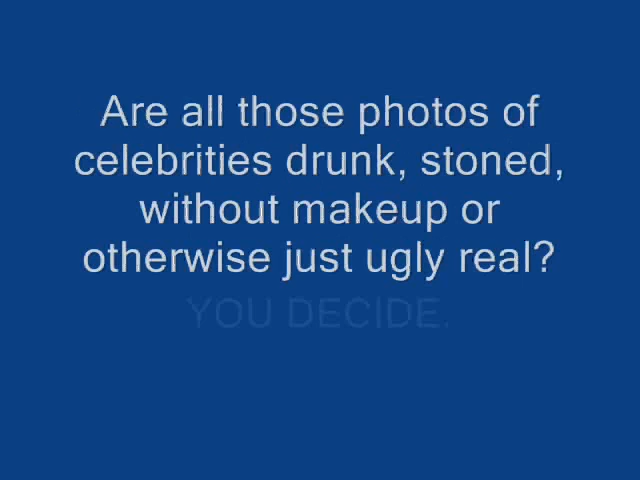 Are all those photos of
celebrities drunk, stoned,
without makeup or
otherwise just ugly real?
YOU DECIDE.